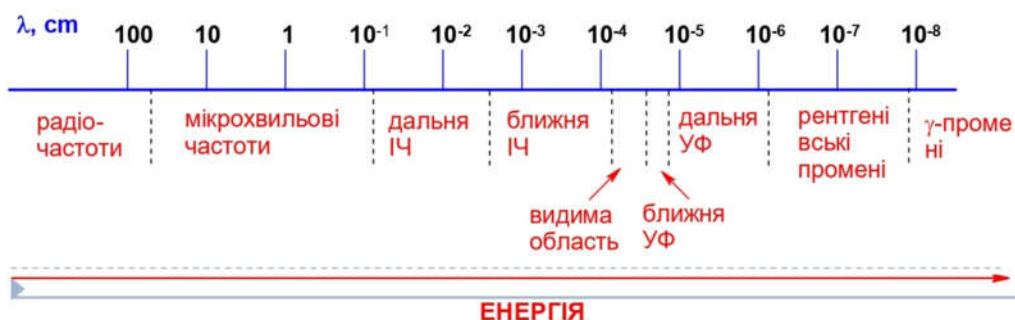 λ, cm 100 10 1 10⁻¹ 10⁻² 10⁻³ 10⁻⁴ 10⁻⁵ 10⁻⁶ 10⁻⁷ 10⁻⁸
радіо-
частоти
мікрохвильові
частоти
дальня
ІЧ
ближня
ІЧ
дальня
УФ
рентгені
вські
промені
γ-проме
ні
видима
область
ближня
УФ
ЕНЕРГІЯ